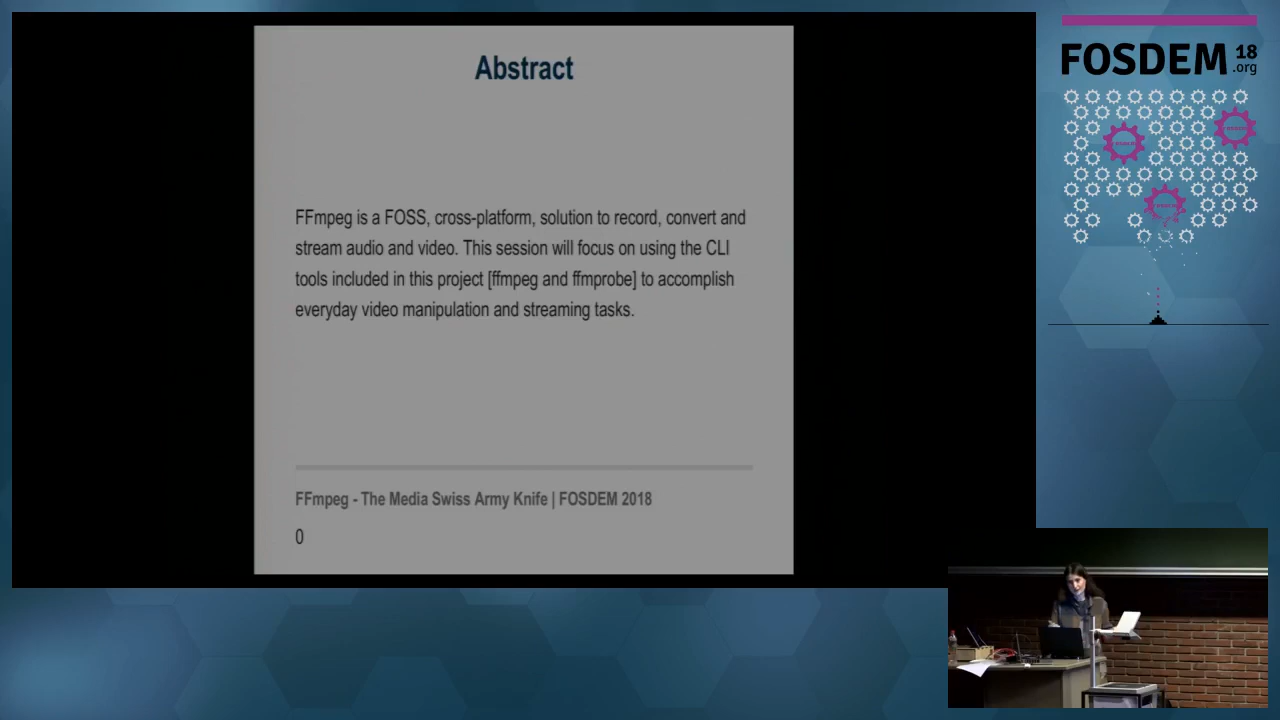 Abstract
FFmpeg is a FOSS, cross-platform, solution to record, convert and
stream audio and video. This session will focus on using the CLI
tools included in this project [ffmpeg and ffmprobe] to accomplish
everyday video manipulation and streaming tasks.
FFmpeg - The Media Swiss Army Knife | FOSDEM 2018
0
FOSDEM 18
.org